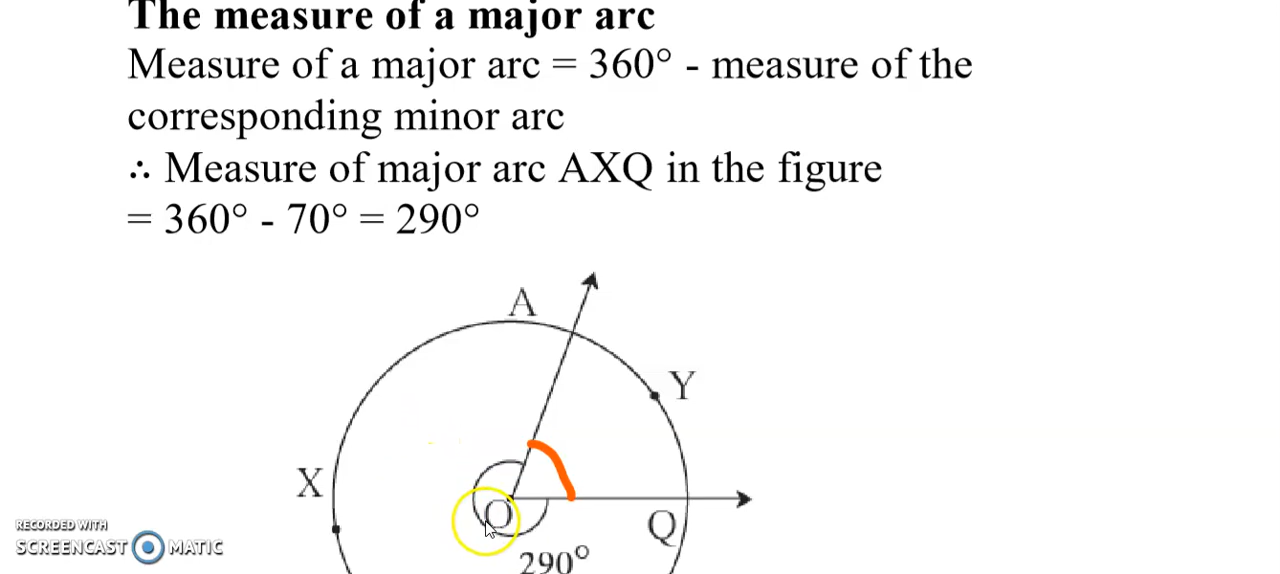 The measure of a major arc
Measure of a major arc = 360° - measure of the
corresponding minor arc
∴ Measure of major arc AXQ in the figure
= 360° - 70° = 290°
A
Y
X
O
Q
290°
RECORDED WITH
SCREENCAST MATIC